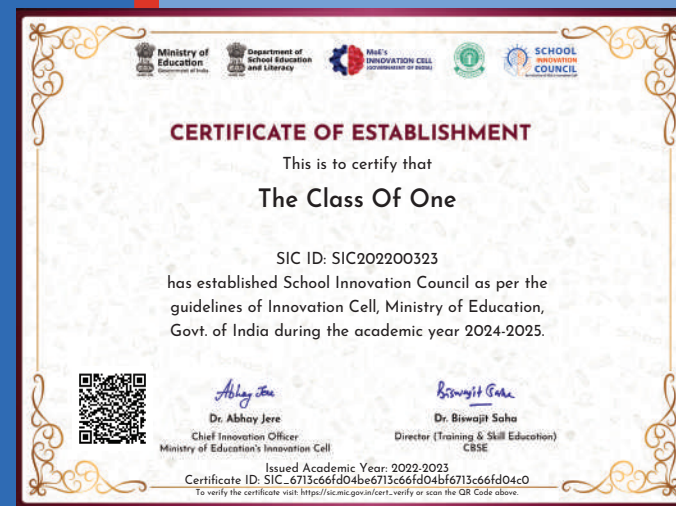 Ministry of
Education
Government of India
Department of
School Education
and Literacy
MoE's
INNOVATION CELL
(GOVERNMENT OF INDIA)
SCHOOL
INNOVATION
COUNCIL
CERTIFICATE OF ESTABLISHMENT
This is to certify that
The Class Of One
SIC ID: SIC202200323
has established School Innovation Council as per the
guidelines of Innovation Cell, Ministry of Education,
Govt. of India during the academic year 2024-2025.
Abhay Jere
Biswajit Saha
Dr. Abhay Jere
Dr. Biswajit Saha
Chief Innovation Officer
Director (Training & Skill Education)
Ministry of Education's Innovation Cell
CBSE
Issued Academic Year: 2022-2023
Certificate ID: SIC_6713c66fd04be6713c66fd04bf6713c66fd04c0
To verify the certificate visit: https://sic.mic.gov.in/cert_verify or scan the QR Code above.